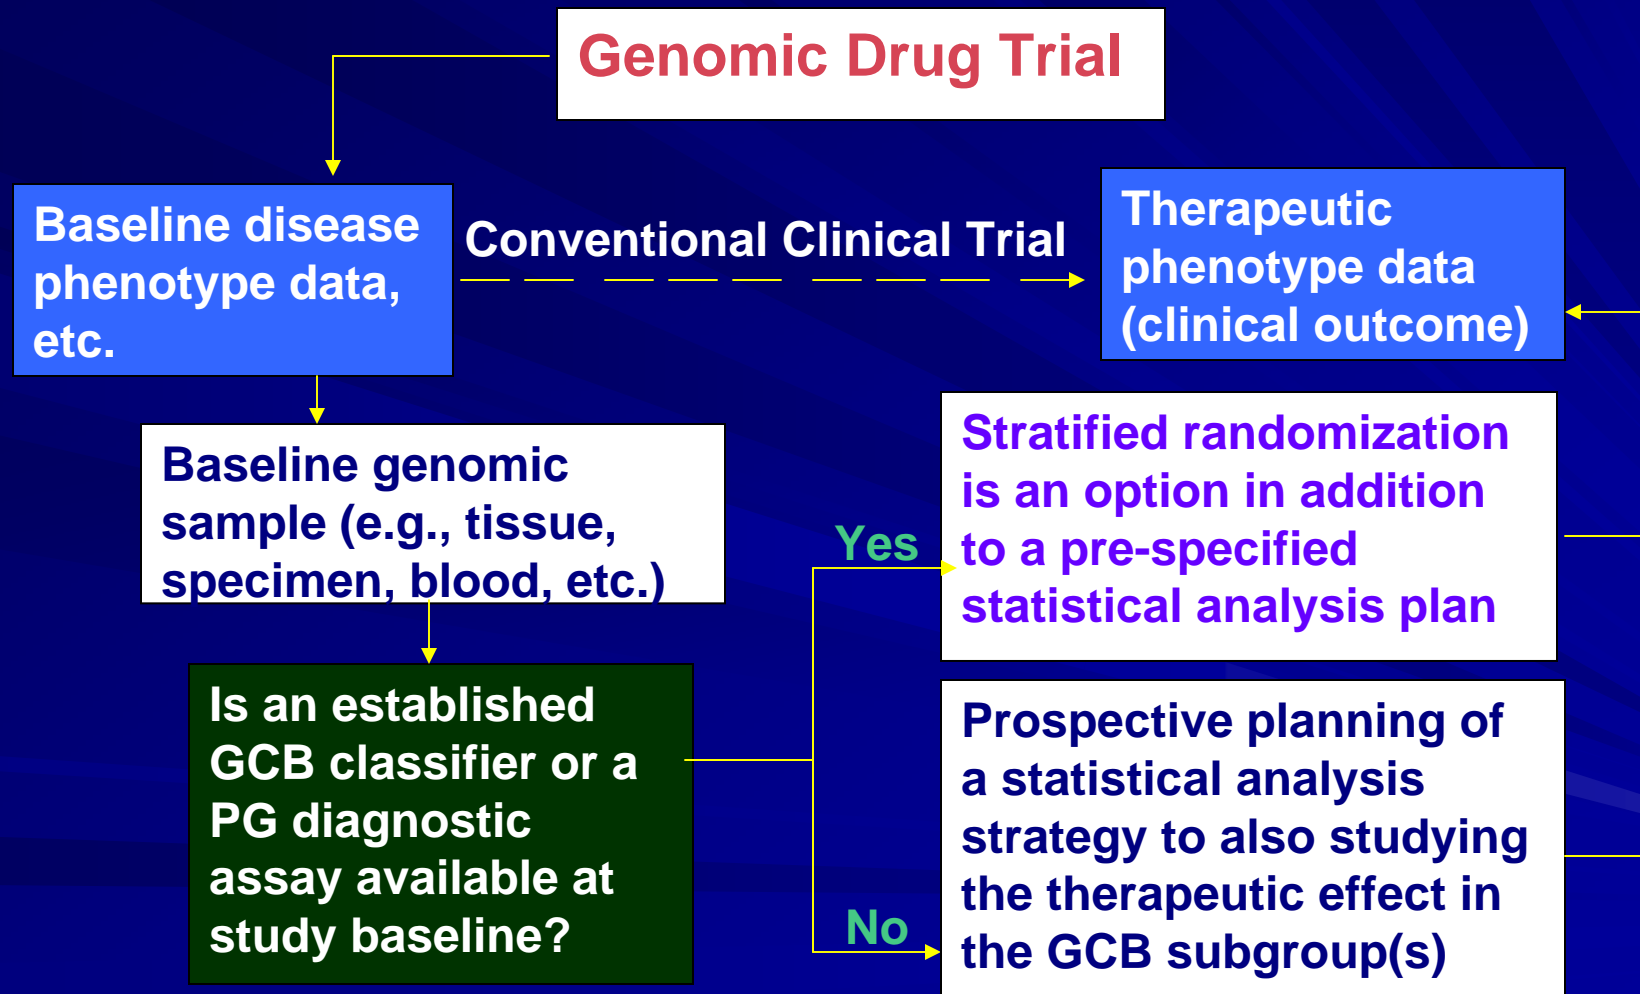 Genomic Drug Trial
Baseline disease
phenotype data,
etc.
Conventional Clinical Trial
Therapeutic
phenotype data
(clinical outcome)
Baseline genomic
sample (e.g., tissue,
specimen, blood, etc.)
Is an established
GCB classifier or a
PG diagnostic
assay available at
study baseline?
Yes
Stratified randomization
is an option in addition
to a pre-specified
statistical analysis plan
No
Prospective planning of
a statistical analysis
strategy to also studying
the therapeutic effect in
the GCB subgroup(s)